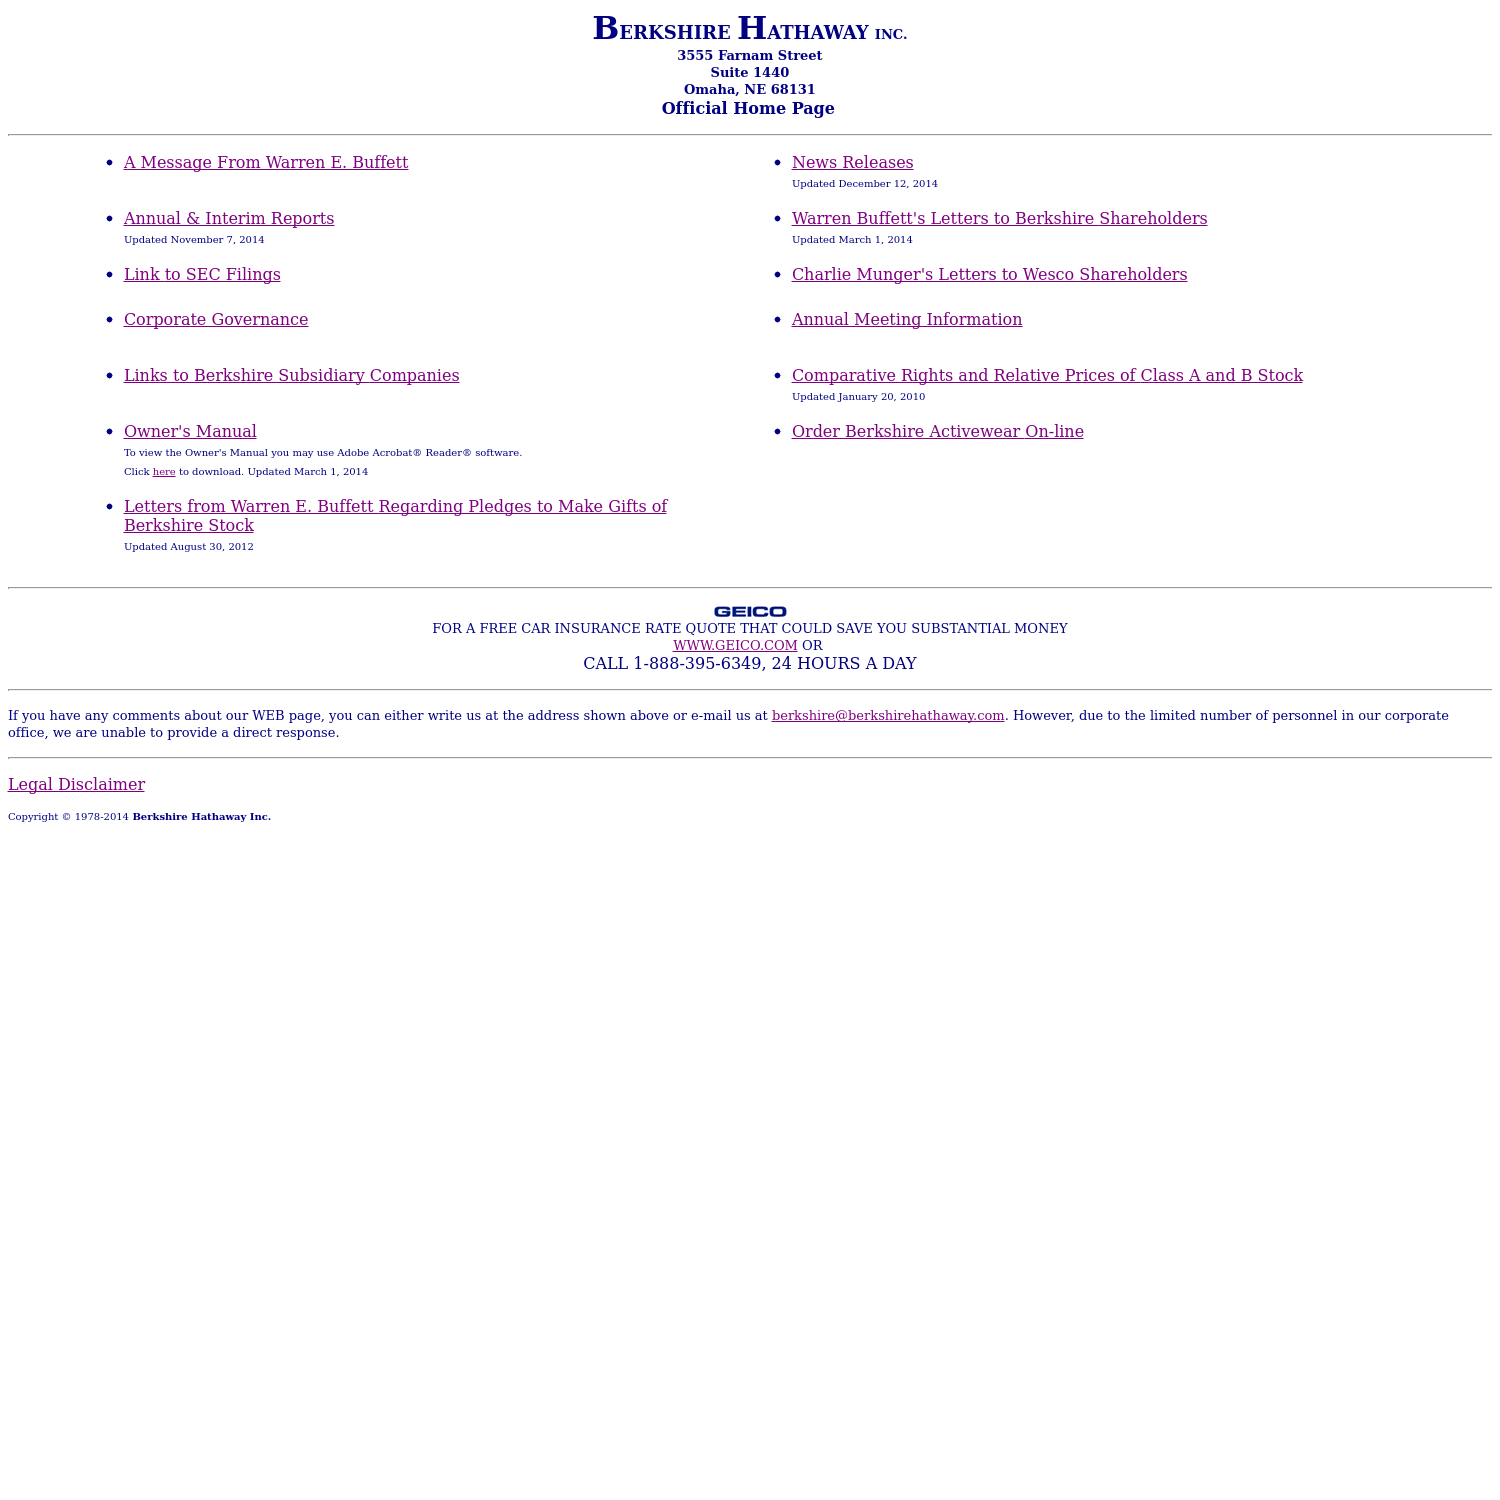 BERKSHIRE HATHAWAY INC.
3555 Farnam Street
Suite 1440
Omaha, NE 68131
Official Home Page
A Message From Warren E. Buffett
News Releases
Updated December 12, 2014
Annual & Interim Reports
Updated November 7, 2014
Warren Buffett's Letters to Berkshire Shareholders
Updated March 1, 2014
Link to SEC Filings
Charlie Munger's Letters to Wesco Shareholders
Corporate Governance
Annual Meeting Information
Links to Berkshire Subsidiary Companies
Comparative Rights and Relative Prices of Class A and B Stock
Updated January 20, 2010
Owner's Manual
To view the Owner's Manual you may use Adobe Acrobat® Reader® software.
Click here to download. Updated March 1, 2014
Order Berkshire Activewear On-line
Letters from Warren E. Buffett Regarding Pledges to Make Gifts of
Berkshire Stock
Updated August 30, 2012
GEICO
FOR A FREE CAR INSURANCE RATE QUOTE THAT COULD SAVE YOU SUBSTANTIAL MONEY
WWW.GEICO.COM OR
CALL 1-888-395-6349, 24 HOURS A DAY
If you have any comments about our WEB page, you can either write us at the address shown above or e-mail us at berkshire@berkshirehathaway.com. However, due to the limited number of personnel in our corporate
office, we are unable to provide a direct response.
Legal Disclaimer
Copyright © 1978-2014 Berkshire Hathaway Inc.